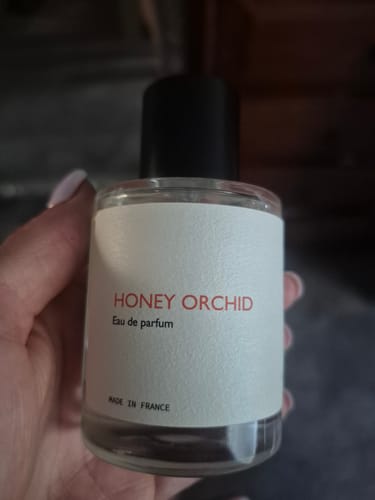 HONEY ORCHID
Eau de parfum
MADE IN FRANCE